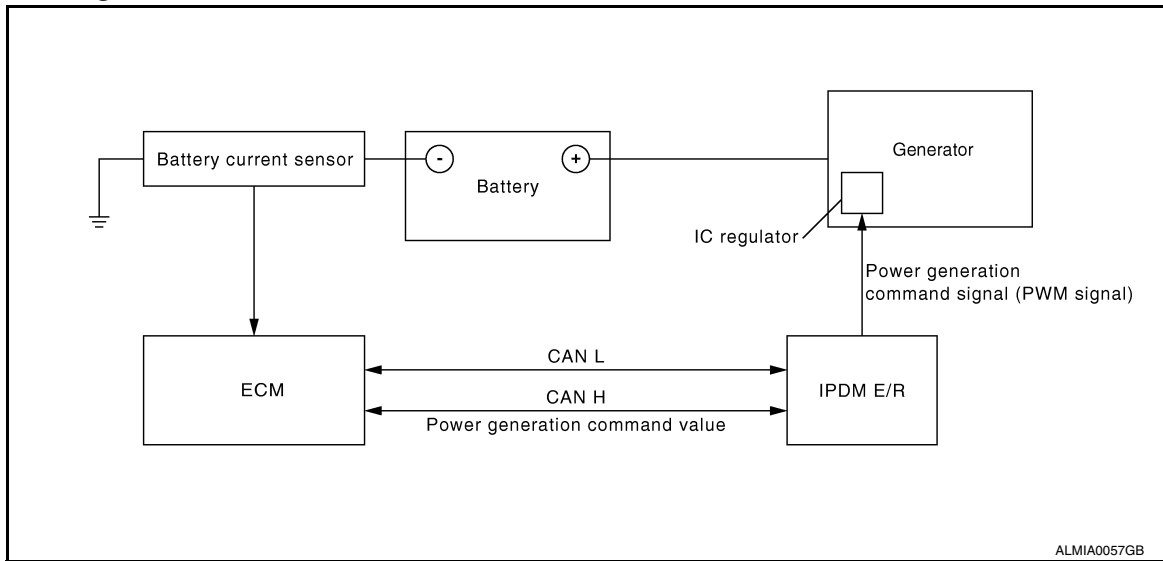 Battery current sensor
-
+
Battery
Generator
IC regulator
Power generation
command signal (PWM signal)
ECM
CAN L
CAN H
Power generation command value
IPDM E/R
ALMIA0057GB